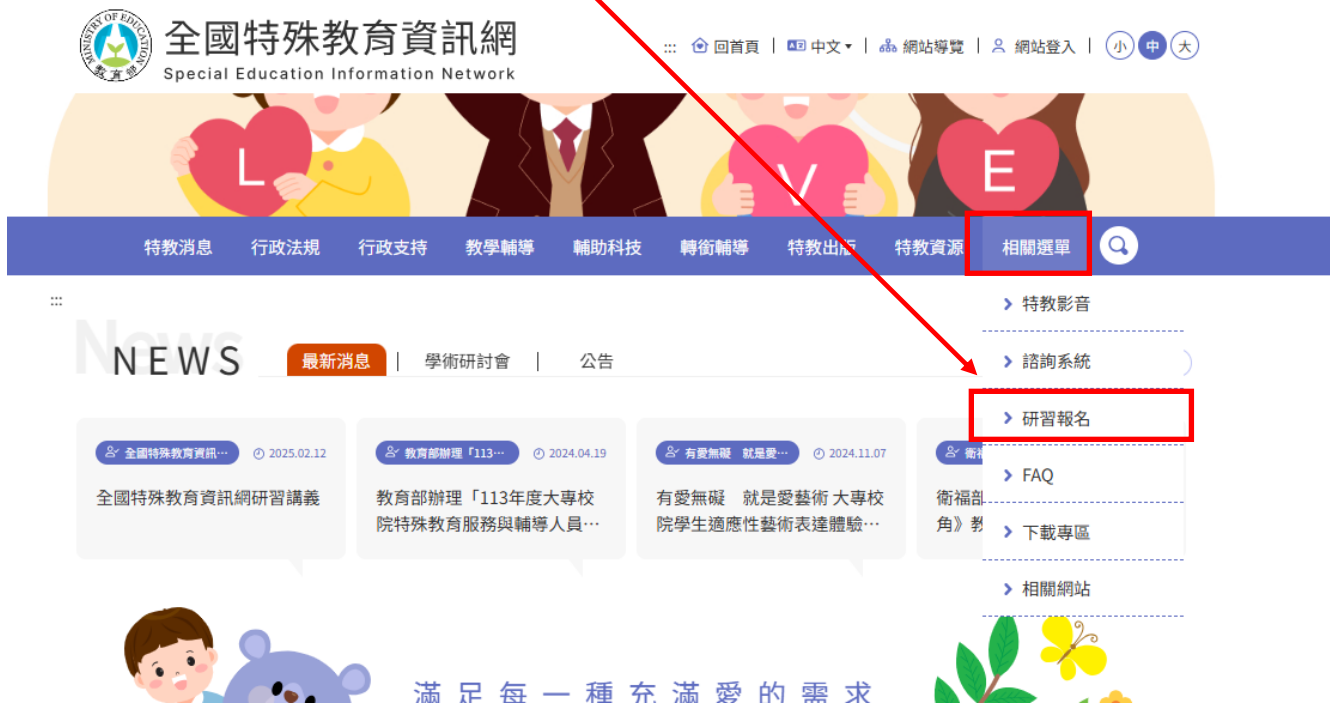 MINISTRY OF EDUCATION
教育部
全國特殊教育資訊網
Special Education Information Network
::: 回首頁 | 中文 | 網站導覽 | 網站登入 | 小 中 大
L V E
特教消息 行政法規 行政支持 教學輔導 輔助科技 轉銜輔導 特教出版 特教資源 相關選單
:::
特教影音
諮詢系統
研習報名
FAQ
下載專區
相關網站
News
NEWS 最新消息 | 學術研討會 | 公告
全國特殊教育資訊… 2025.02.12
全國特殊教育資訊網研習講義
教育部辦理「113… 2024.04.19
教育部辦理「113年度大專校
院特殊教育服務與輔導人員…
有愛無礙 就是愛… 2024.11.07
有愛無礙 就是愛藝術 大專校
院學生適應性藝術表達體驗…
衛福部
角》教
滿足每一種充滿愛的需求